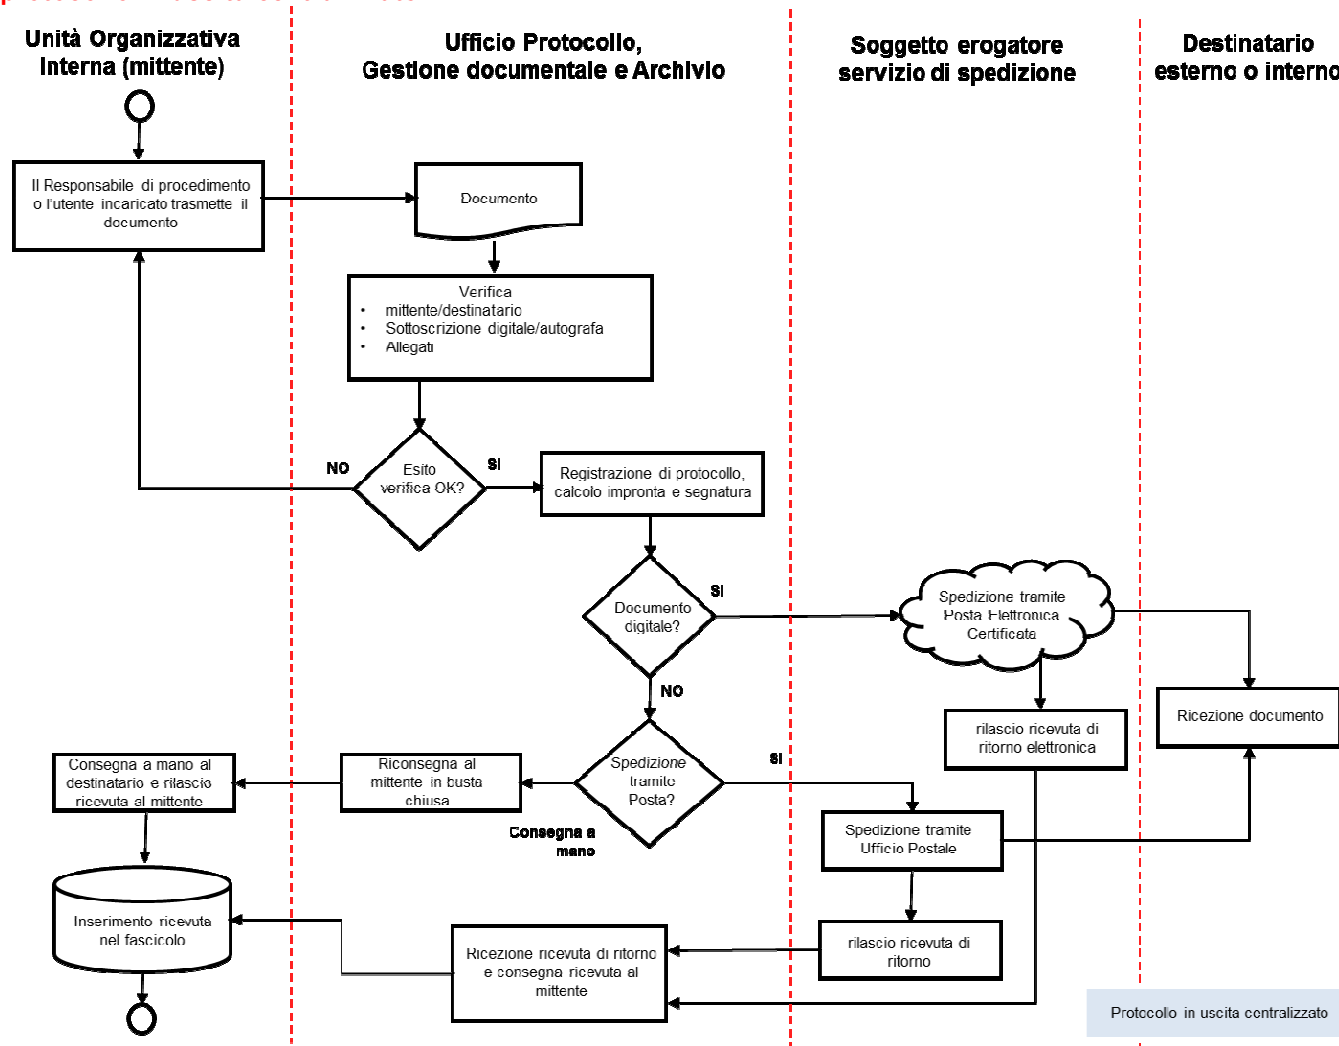 Unità Organizzativa
Interna (mittente)
Ufficio Protocollo,
Gestione documentale e Archivio
Soggetto erogatore
servizio di spedizione
Destinatario
esterno o interno
Il Responsabile di procedimento
o l'utente incaricato trasmette il
documento
Documento
Verifica
• mittente/destinatario
• Sottoscrizione digitale/autografa
• Allegati
NO
Esito
verifica OK?
SI
Registrazione di protocollo,
calcolo impronta e segnatura
Documento
digitale?
SI
NO
Spedizione tramite
Posta Elettronica
Certificata
rilascio ricevuta di
ritorno elettronica
Ricezione documento
Consegna a mano al
destinatario e rilascio
ricevuta al mittente
Riconsegna al
mittente in busta
chiusa
Spedizione
tramite
Posta?
SI
Consegna a
mano
Spedizione tramite
Ufficio Postale
Inserimento ricevuta
nel fascicolo
Ricezione ricevuta di ritorno
e consegna ricevuta al
mittente
rilascio ricevuta di
ritorno
Protocollo in uscita centralizzato